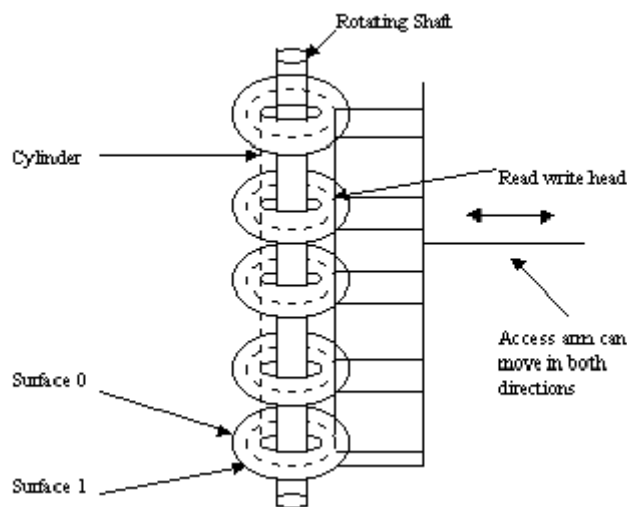 Rotating Shaft
Cylinder
Read write head
Access arm can
move in both
directions
Surface 0
Surface 1